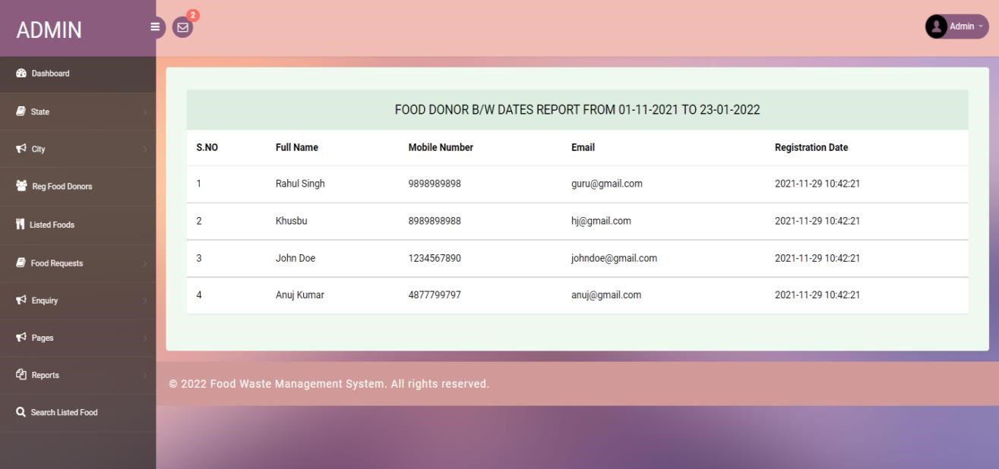 ADMIN
2
Admin
Dashboard
State
City
Reg Food Donors
Listed Foods
Food Requests
Enquiry
Pages
Reports
Search Listed Food
FOOD DONOR B/W DATES REPORT FROM 01-11-2021 TO 23-01-2022
S.NO Full Name Mobile Number Email Registration Date
1 Rahul Singh 9898989898 guru@gmail.com 2021-11-29 10:42:21
2 Khusbu 8989898988 hj@gmail.com 2021-11-29 10:42:21
3 John Doe 1234567890 johndoe@gmail.com 2021-11-29 10:42:21
4 Anuj Kumar 4877799797 anuj@gmail.com 2021-11-29 10:42:21
© 2022 Food Waste Management System. All rights reserved.